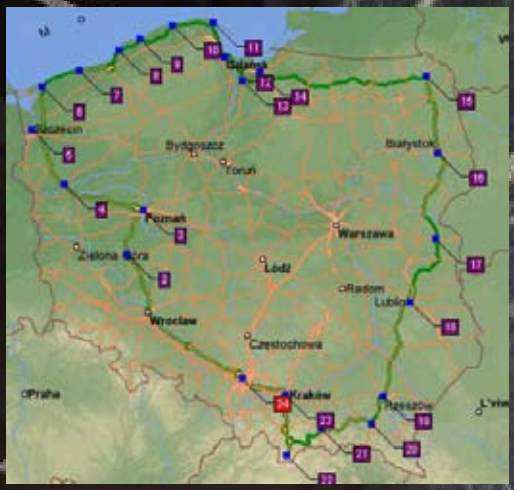 10
11
9
Gdańsk
8
7
12
14
6
13
15
Szczecin
Białystok
Bydgoszcz
5
Toruń
16
4
Poznań
3
Warszawa
Zielona Góra
17
2
Łódź
Radom
Lublin
Wrocław
18
Częstochowa
Praha
24
Kraków
Rzeszów
L'viv
23
19
21
20
22